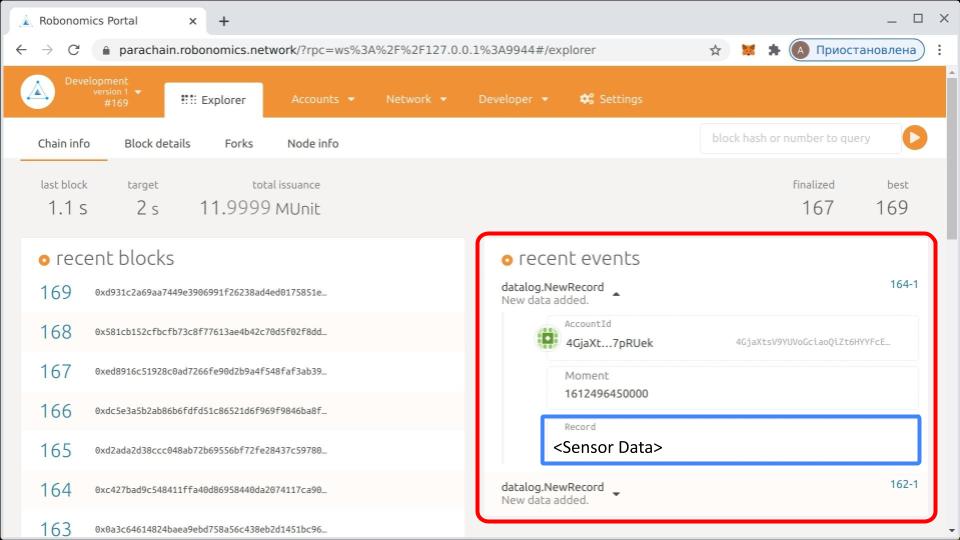 Robonomics Portal
parachain.robonomics.network/?rpc=ws%3A%2F%2F127.0.0.1%3A9944#/explorer
A Приостановлена
Development
version 1
#169
Explorer
Accounts
Network
Developer
Settings
Chain info
Block details
Forks
Node info
block hash or number to query
last block
target
total issuance
finalized
best
1.1 s
2 s
11.9999 MUnit
167
169
recent blocks
169 0xd931c2a69aa7449e3906991f26238ad4ed0175851e…
168 0x581cb152cfbcfb73c8f77613ae4b42c70d5f02f8dd…
167 0xed8916c51928c0ad7266fe90d2b9a4f548faf3ab39…
166 0xdc5e3a5b2ab86b6fdfd51c86521d6f969f9846ba8f…
165 0xd2ada2d38ccc048ab72b69556bf72fe28437c59780…
164 0xc427bad9c548411ffa40d86958440da2074117ca90…
163 0x0a3c64614824baea9ebd758a56c438eb2d1451bc96…
recent events
datalog.NewRecord 164-1
New data added.
AccountId
4GjaXt…7pRUek 4GjaXtsV9YUVoGciaoQiZt6HYYFcE…
Moment
1612496450000
Record
<Sensor Data>
datalog.NewRecord 162-1
New data added.